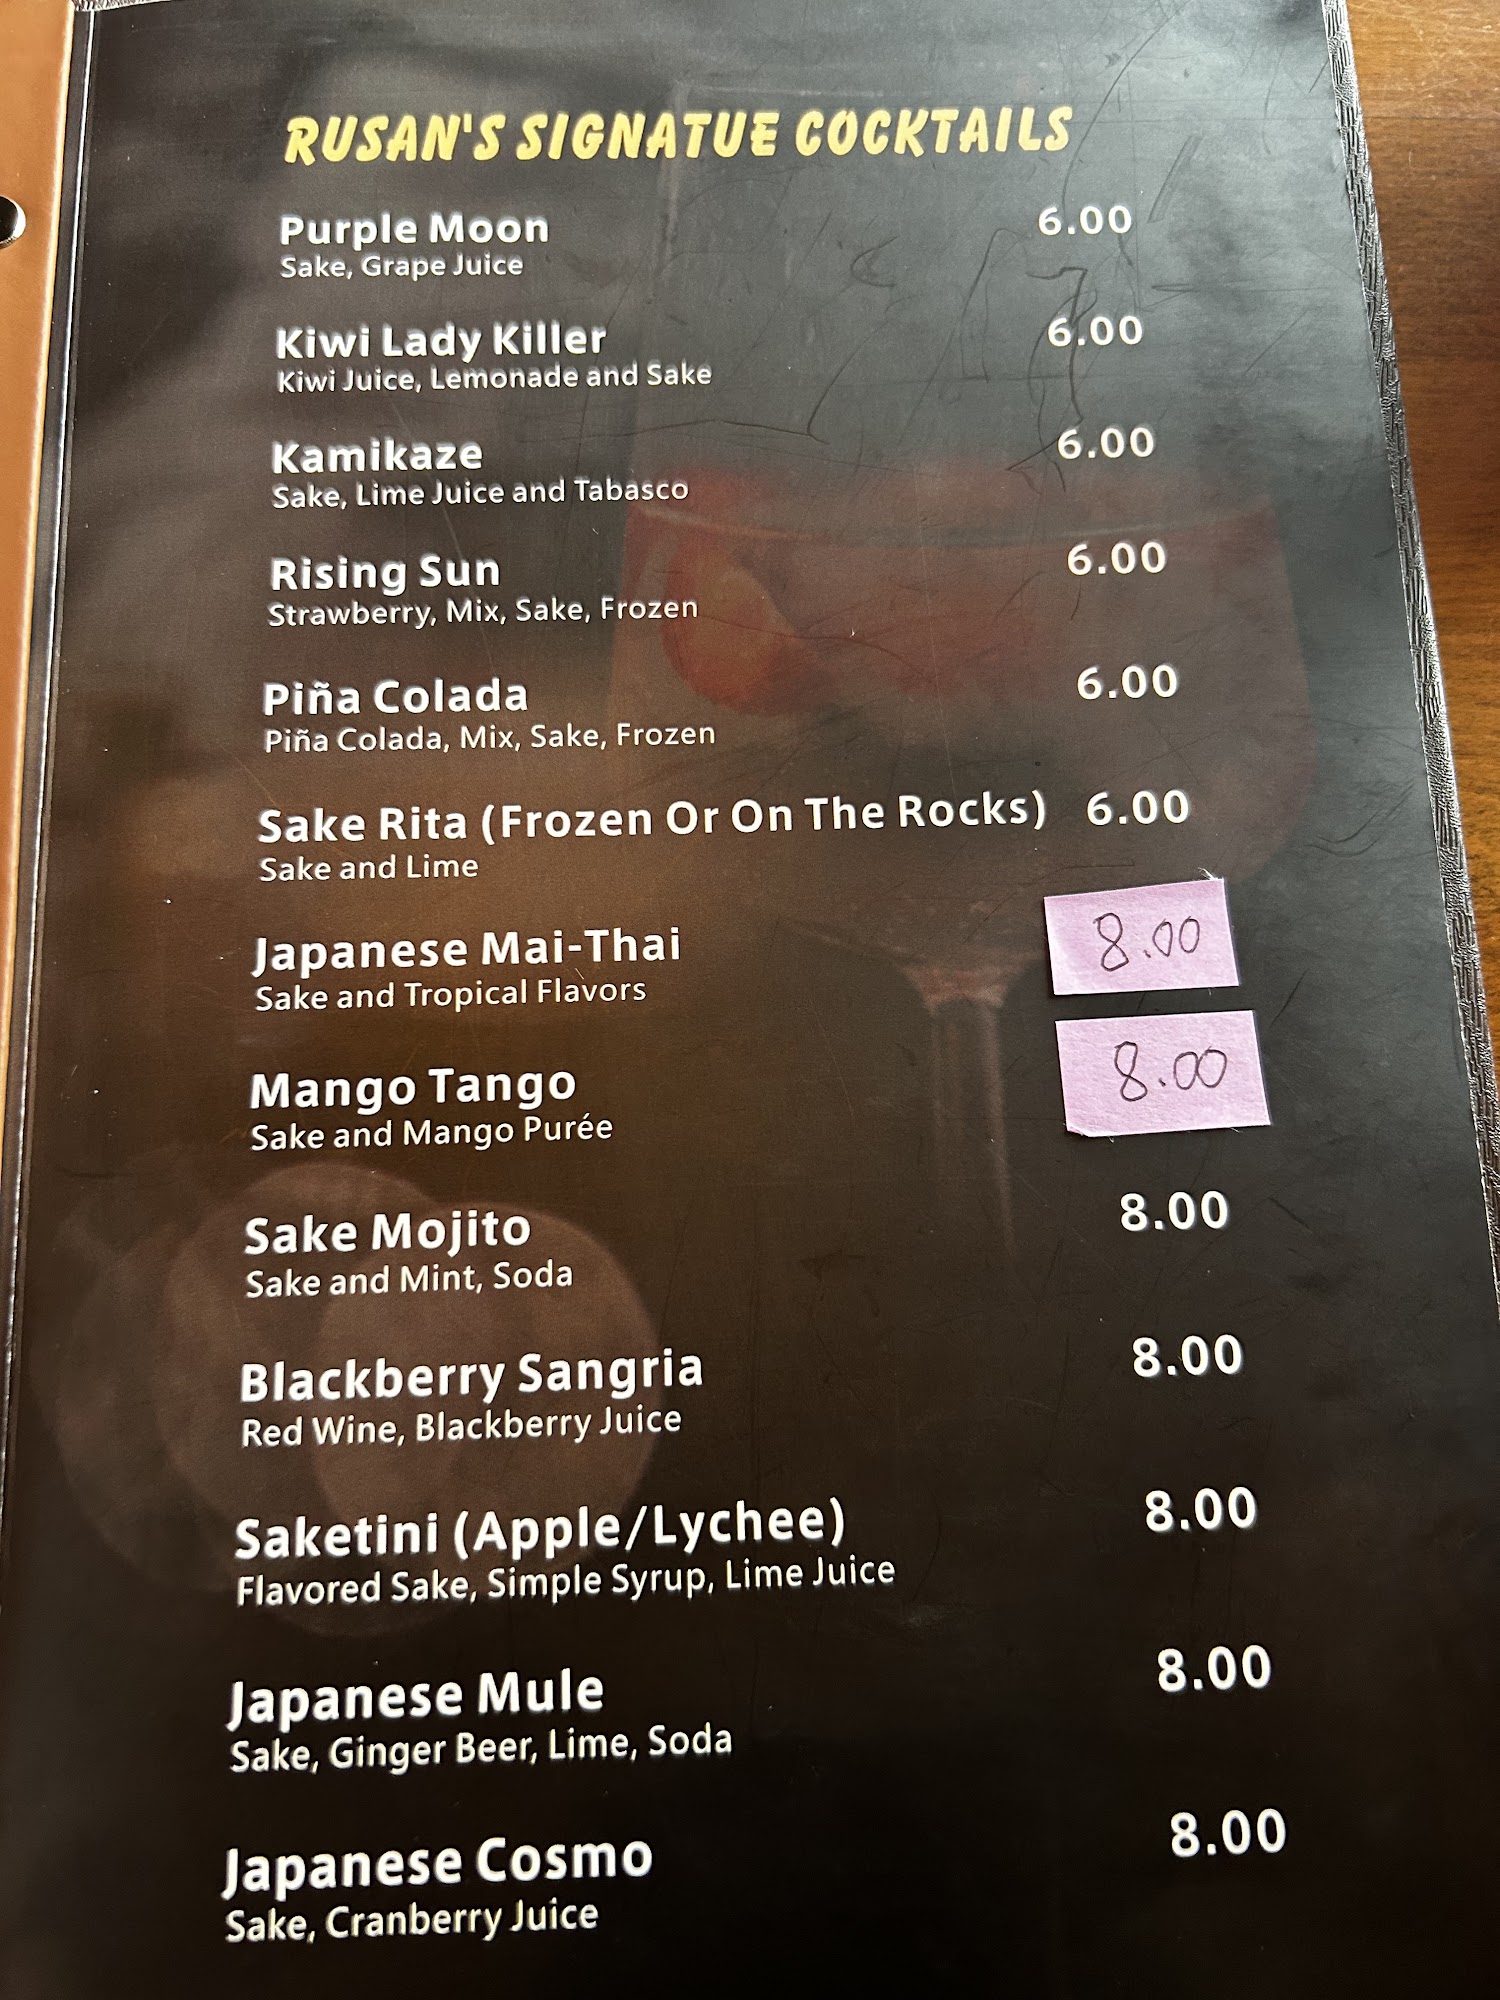 RUSAN'S SIGNATUE COCKTAILS
Purple Moon 6.00
Sake, Grape Juice
Kiwi Lady Killer 6.00
Kiwi Juice, Lemonade and Sake
Kamikaze 6.00
Sake, Lime Juice and Tabasco
Rising Sun 6.00
Strawberry, Mix, Sake, Frozen
Piña Colada 6.00
Piña Colada, Mix, Sake, Frozen
Sake Rita (Frozen Or On The Rocks) 6.00
Sake and Lime
Japanese Mai-Thai 8.00
Sake and Tropical Flavors
Mango Tango 8.00
Sake and Mango Purée
Sake Mojito 8.00
Sake and Mint, Soda
Blackberry Sangria 8.00
Red Wine, Blackberry Juice
Saketini (Apple/Lychee) 8.00
Flavored Sake, Simple Syrup, Lime Juice
Japanese Mule 8.00
Sake, Ginger Beer, Lime, Soda
Japanese Cosmo 8.00
Sake, Cranberry Juice